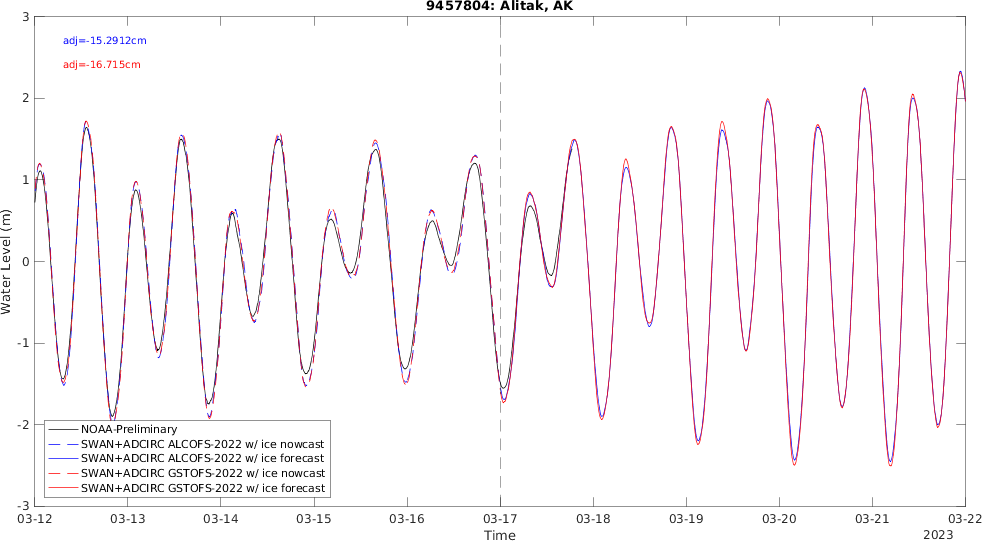 9457804: Alitak, AK
adj=-15.2912cm
adj=-16.715cm
3
2
1
0
-1
-2
-3
Water Level (m)
NOAA-Preliminary
SWAN+ADCIRC ALCOFS-2022 w/ ice nowcast
SWAN+ADCIRC ALCOFS-2022 w/ ice forecast
SWAN+ADCIRC GSTOFS-2022 w/ ice nowcast
SWAN+ADCIRC GSTOFS-2022 w/ ice forecast
03-12 03-13 03-14 03-15 03-16 03-17 03-18 03-19 03-20 03-21 03-22
Time
2023